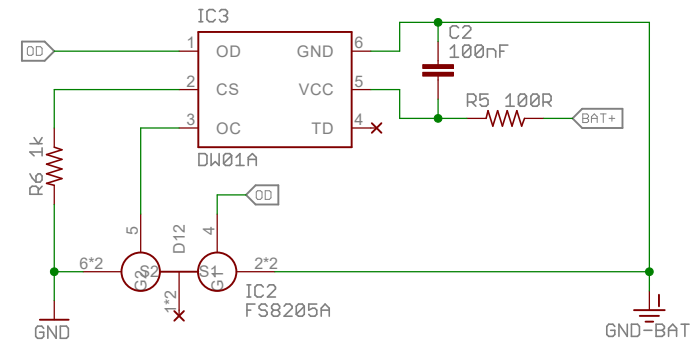 IC3
OD
1
OD
GND
6
C2
100nF
2
CS
VCC
5
R5 100R
BAT+
3
OC
TD
4
DW01A
R6 1k
5
D12
4
OD
6*2
S2
G2
S1
G1
2*2
1*2
IC2
FS8205A
GND
GND-BAT